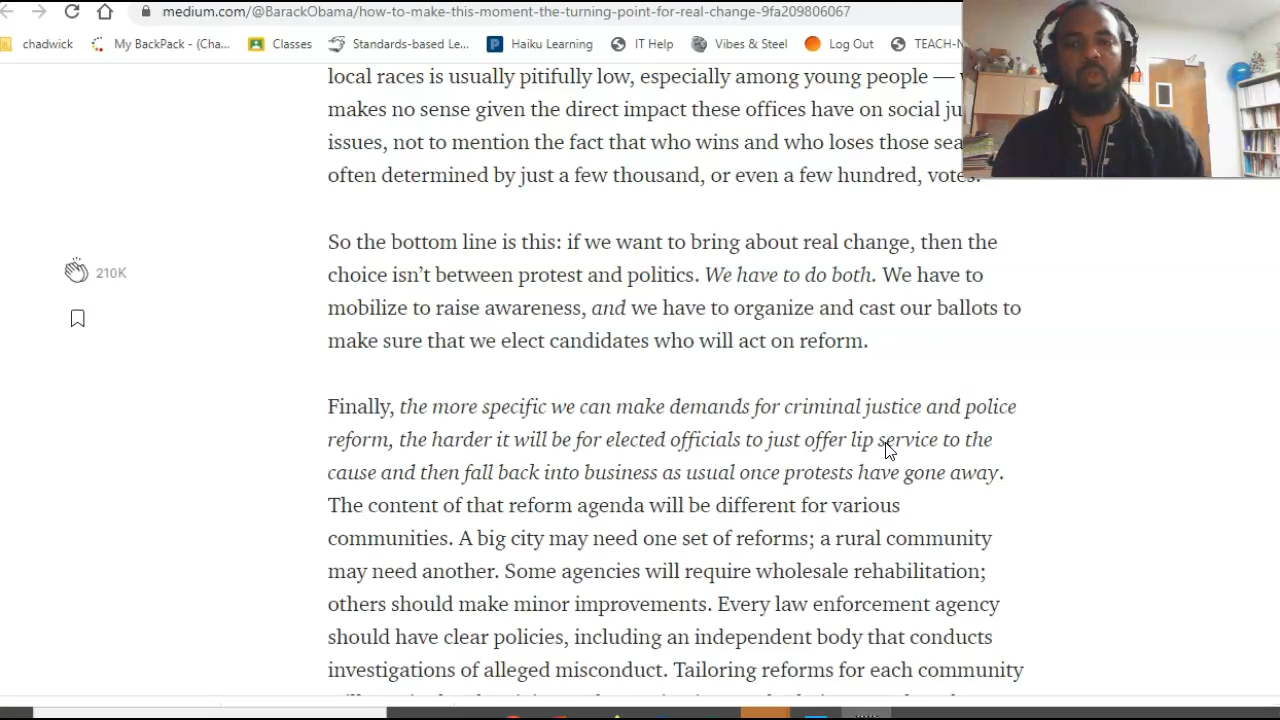 medium.com/@BarackObama/how-to-make-this-moment-the-turning-point-for-real-change-9fa209806067
chadwick My BackPack - (Cha... Classes Standards-based Le... Haiku Learning IT Help Vibes & Steel Log Out TEACH-N
local races is usually pitifully low, especially among young people —
makes no sense given the direct impact these offices have on social ju
issues, not to mention the fact that who wins and who loses those sea
often determined by just a few thousand, or even a few hundred, votes.
So the bottom line is this: if we want to bring about real change, then the
choice isn't between protest and politics. We have to do both. We have to
210K
mobilize to raise awareness, and we have to organize and cast our ballots to
make sure that we elect candidates who will act on reform.
Finally, the more specific we can make demands for criminal justice and police
reform, the harder it will be for elected officials to just offer lip service to the
cause and then fall back into business as usual once protests have gone away.
The content of that reform agenda will be different for various
communities. A big city may need one set of reforms; a rural community
may need another. Some agencies will require wholesale rehabilitation;
others should make minor improvements. Every law enforcement agency
should have clear policies, including an independent body that conducts
investigations of alleged misconduct. Tailoring reforms for each community